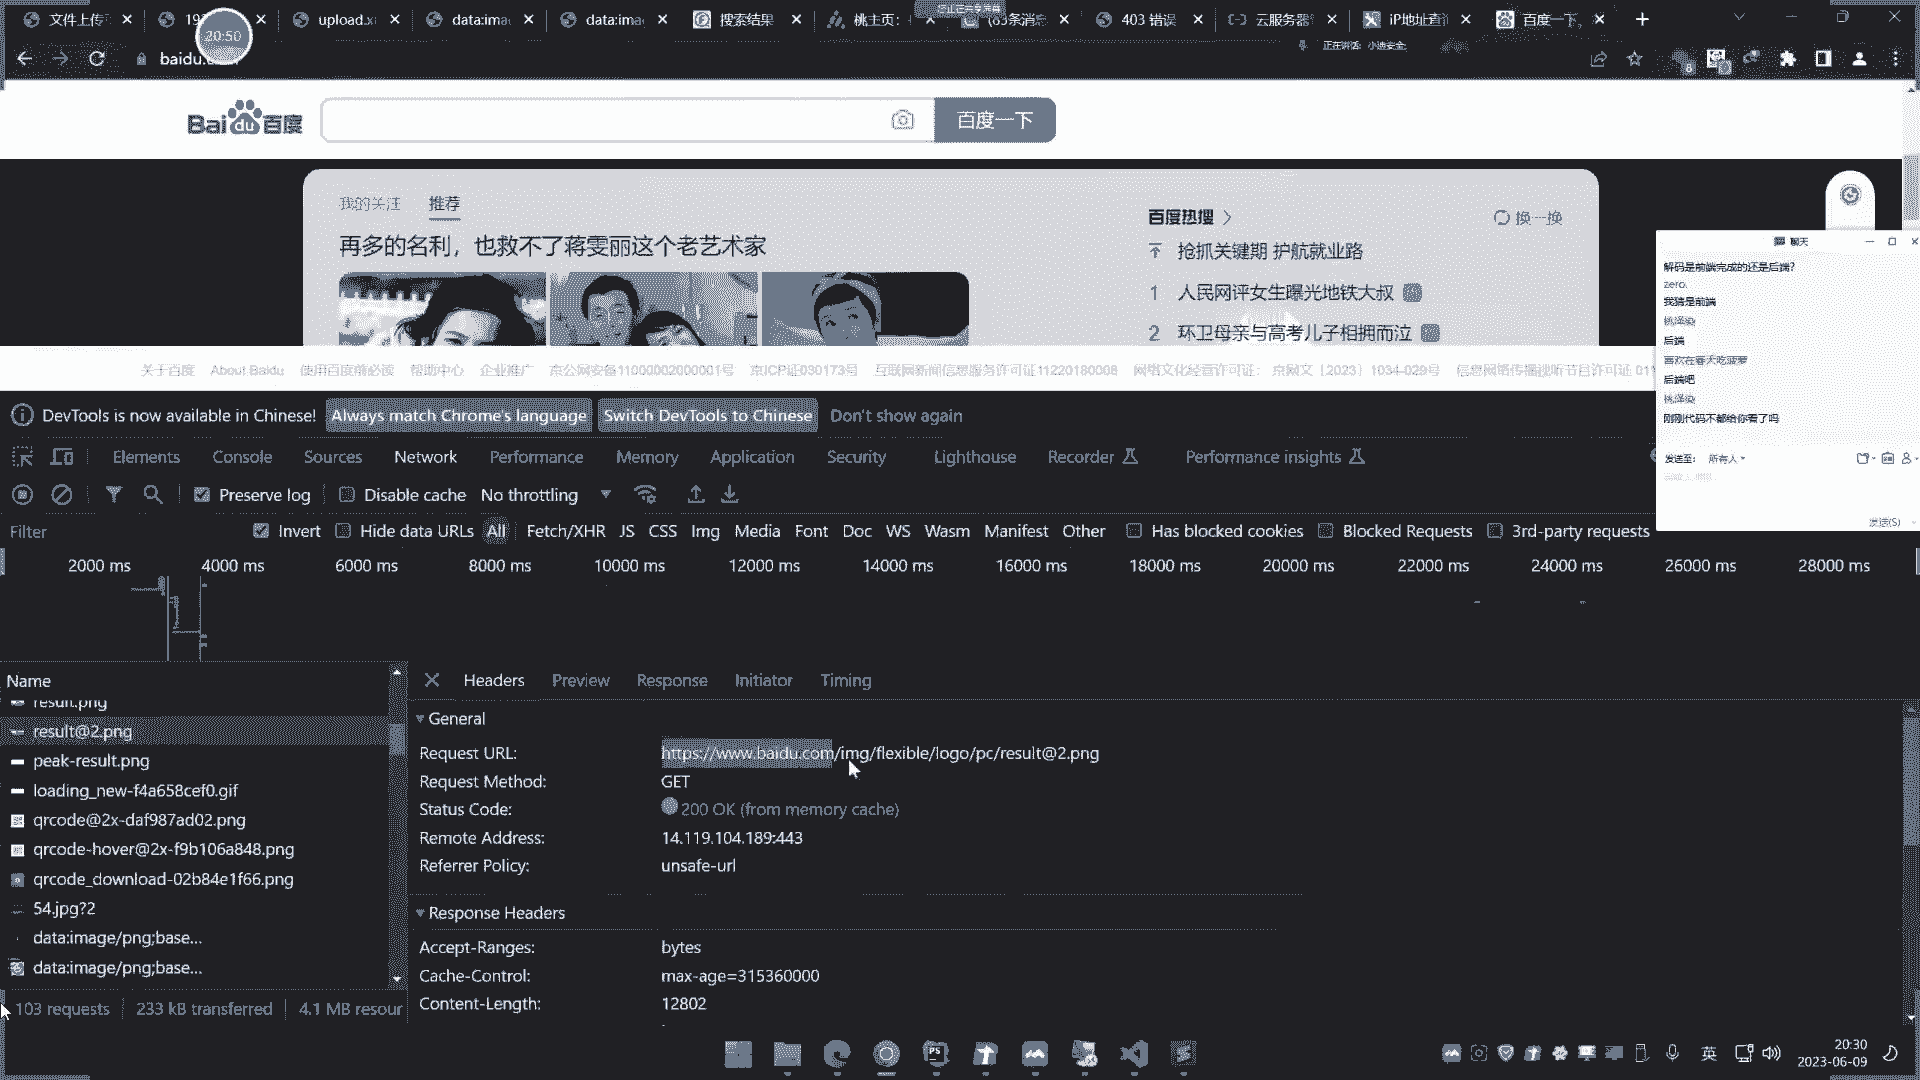 文件上传
upload.x
data:ima
data:ima
搜索结果
桃主页:
403 错误
云服务器
iP地址查
百度一下,
20:50
正在讲话: 小迪安全;
baidu.
Bai du 百度
百度一下
我的关注 推荐
百度热搜
换一换
再多的名利，也救不了蒋雯丽这个老艺术家
抢抓关键期 护航就业路
1 人民网评女生曝光地铁大叔
2 环卫母亲与高考儿子相拥而泣
聊天
解码是前端完成的还是后端?
zero.
我猜是前端
桃泽染
后端
喜欢在春天吃菠萝
后端吧
桃泽染
刚刚代码不都给你看了吗
发送至: 所有人
发送(S)
关于百度 About Baidu 使用百度前必读 帮助中心 企业推广 京公网安备11000002000001号 京ICP证030173号 互联网新闻信息服务许可证11220180008 网络文化经营许可证： 京网文〔2023〕1034-029号 信息网络传播视听节目许可证 01
DevTools is now available in Chinese! Always match Chrome's language Switch DevTools to Chinese Don't show again
Elements Console Sources Network Performance Memory Application Security Lighthouse Recorder Performance insights
Preserve log Disable cache No throttling
Filter Invert Hide data URLs All Fetch/XHR JS CSS Img Media Font Doc WS Wasm Manifest Other Has blocked cookies Blocked Requests 3rd-party requests
2000 ms 4000 ms 6000 ms 8000 ms 10000 ms 12000 ms 14000 ms 16000 ms 18000 ms 20000 ms 22000 ms 24000 ms 26000 ms 28000 ms
Name
result.png
result@2.png
peak-result.png
loading_new-f4a658cef0.gif
qrcode@2x-daf987ad02.png
qrcode-hover@2x-f9b106a848.png
qrcode_download-02b84e1f66.png
54.jpg?2
data:image/png;base...
data:image/png;base...
103 requests 233 kB transferred 4.1 MB resour
Headers Preview Response Initiator Timing
General
Request URL: https://www.baidu.com/img/flexible/logo/pc/result@2.png
Request Method: GET
Status Code: 200 OK (from memory cache)
Remote Address: 14.119.104.189:443
Referrer Policy: unsafe-url
Response Headers
Accept-Ranges: bytes
Cache-Control: max-age=315360000
Content-Length: 12802
英
20:30
2023-06-09